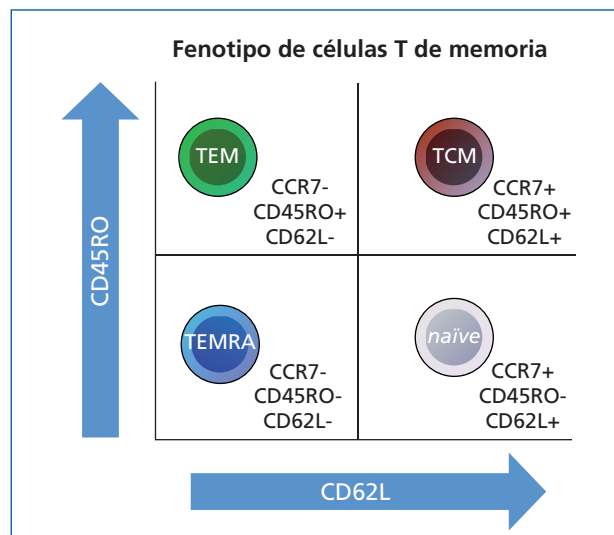 Fenotipo de células T de memoria
CD45RO
TEM
CCR7-
CD45RO+
CD62L-
TCM
CCR7+
CD45RO+
CD62L+
TEMRA
CCR7-
CD45RO-
CD62L-
naïve
CCR7+
CD45RO-
CD62L+
CD62L